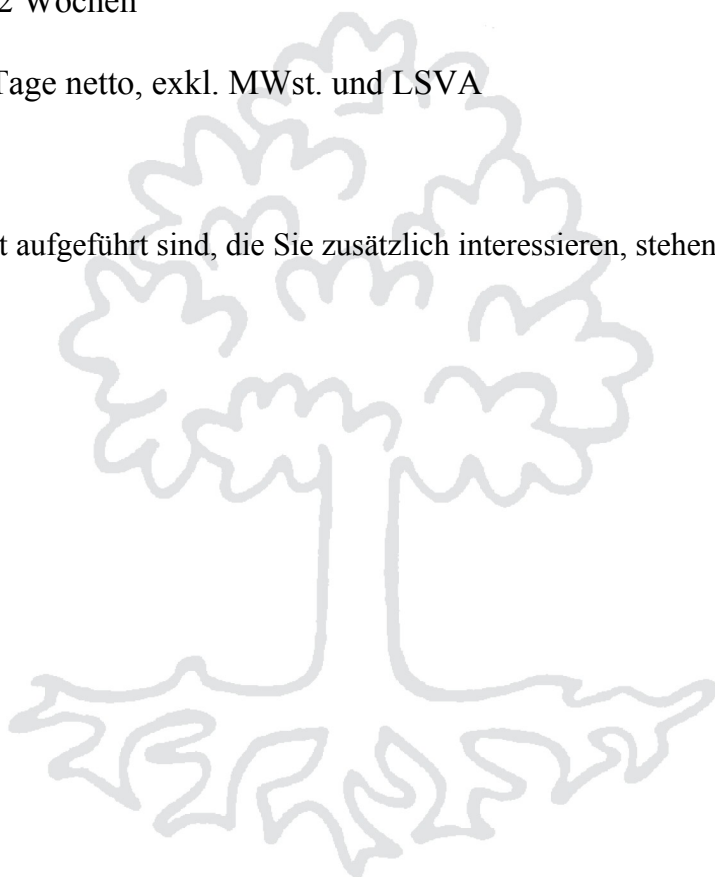 2 Wochen
Tage netto, exkl. MWst. und LSVA
t aufgeführt sind, die Sie zusätzlich interessieren, stehen